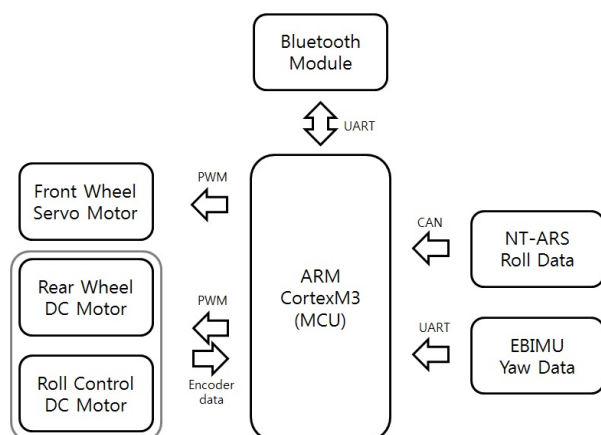 Bluetooth
Module
UART
PWM
Front Wheel
Servo Motor
ARM
CortexM3
(MCU)
CAN
NT-ARS
Roll Data
Rear Wheel
DC Motor
PWM
Encoder
data
Roll Control
DC Motor
UART
EBIMU
Yaw Data